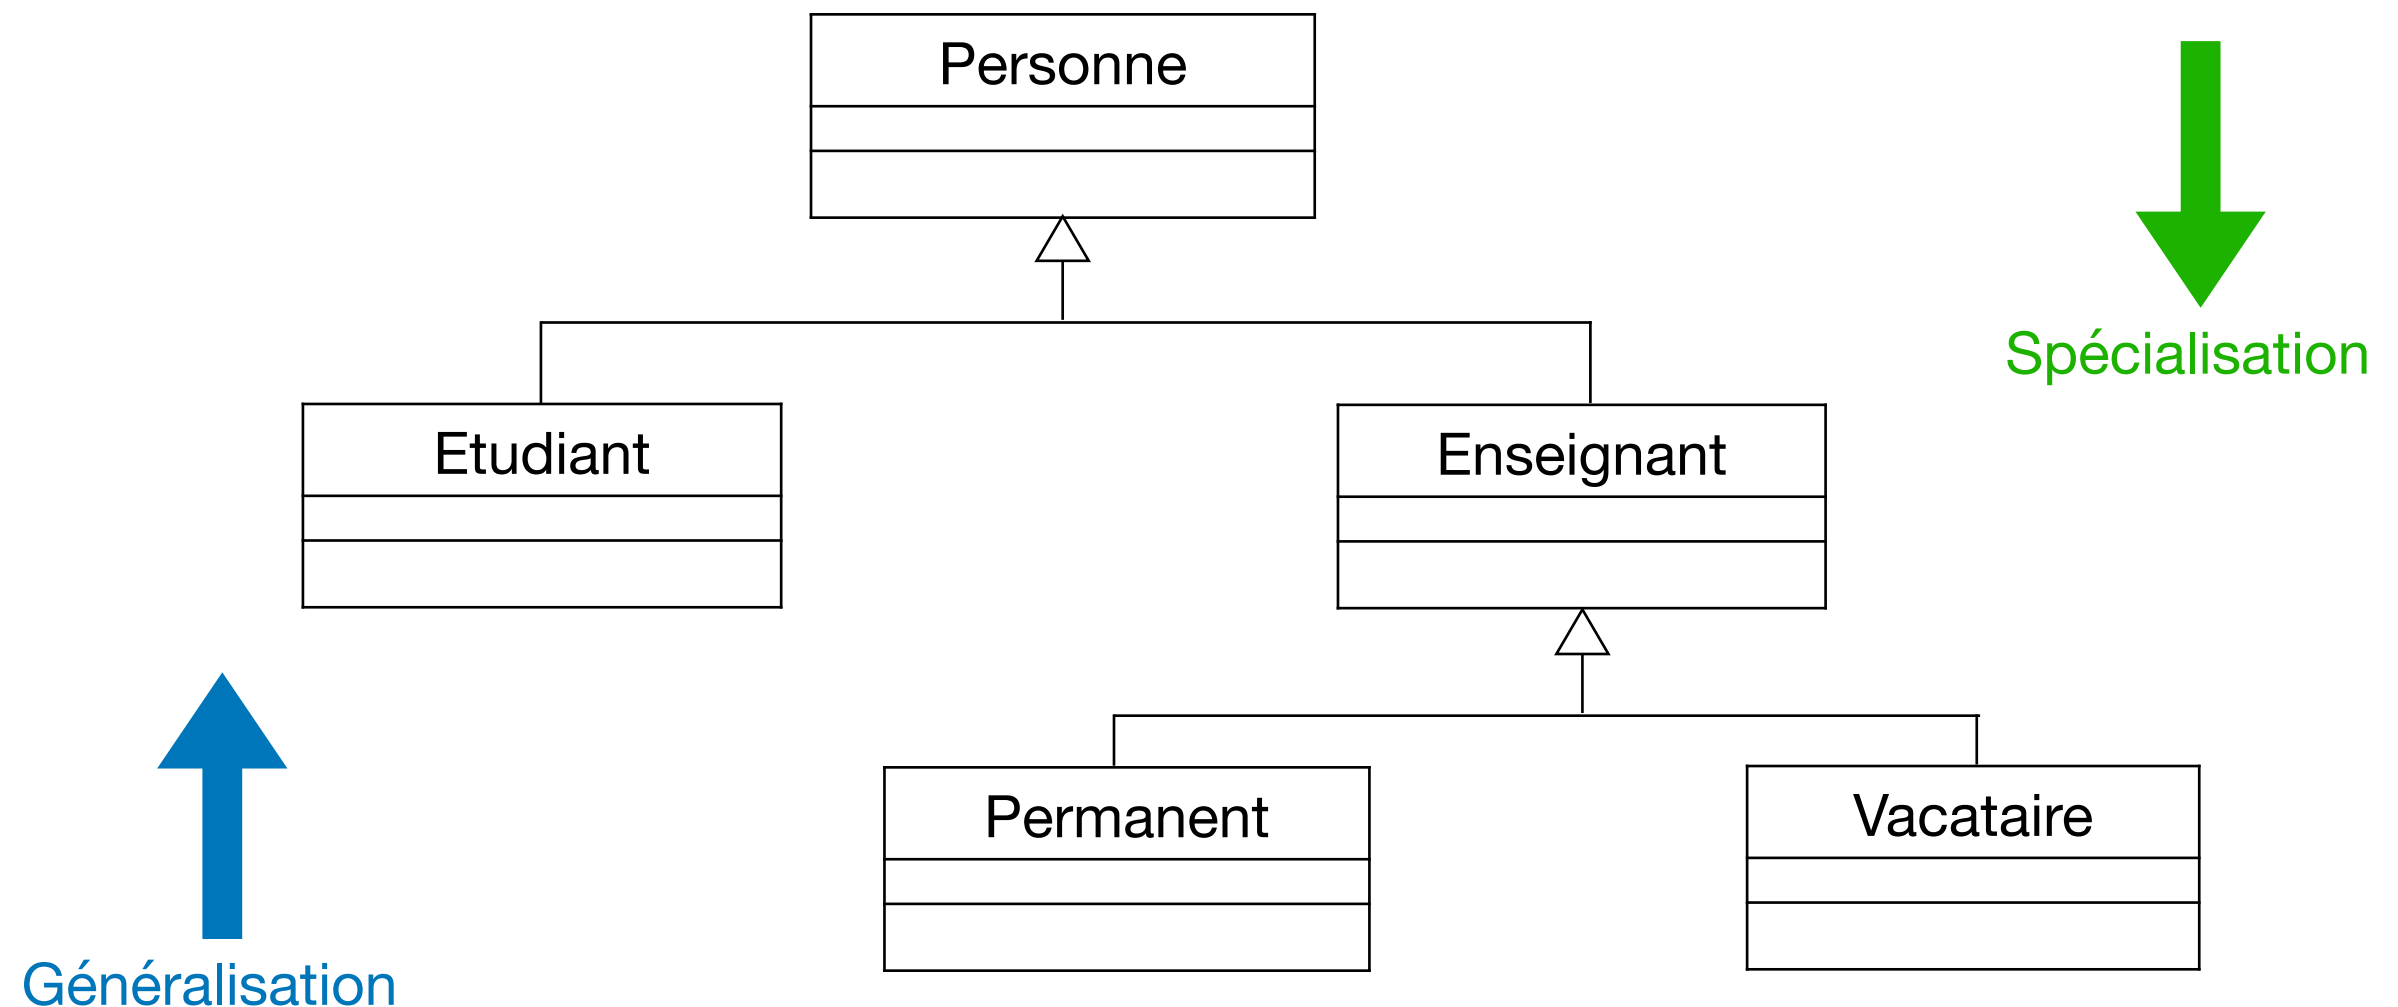 Personne
Spécialisation
Etudiant
Enseignant
Permanent
Vacataire
Généralisation